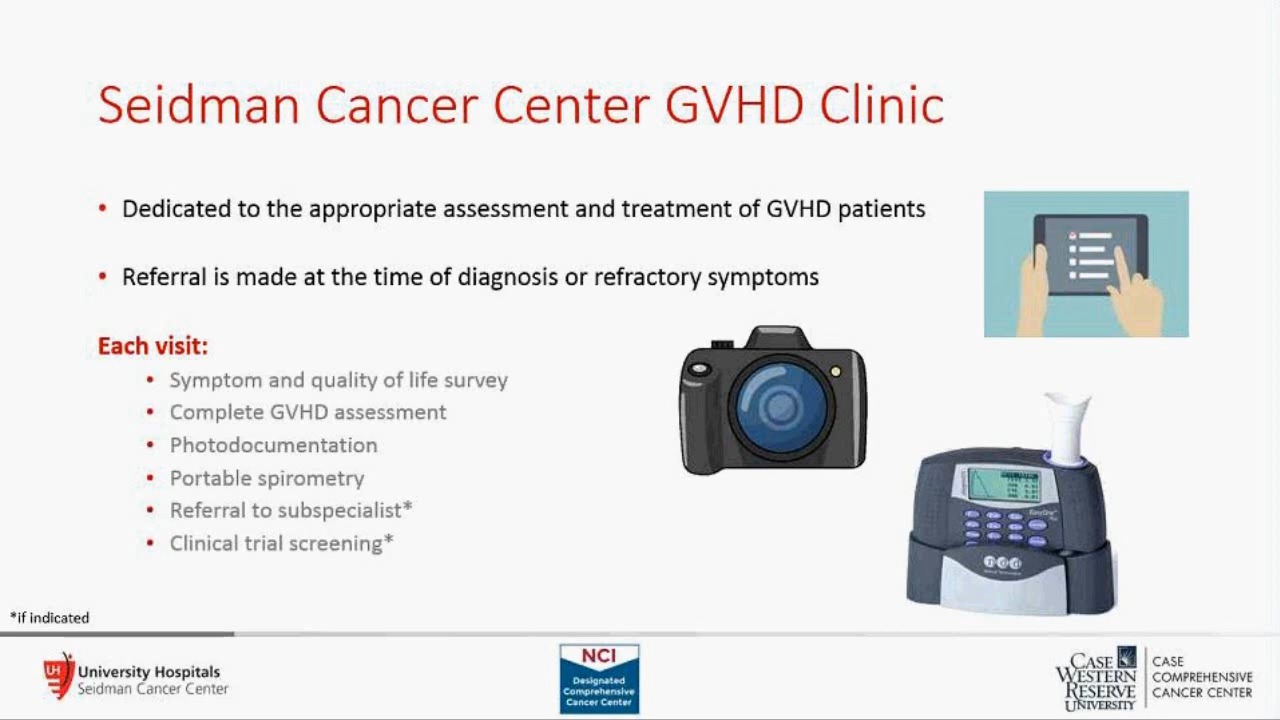 Seidman Cancer Center GVHD Clinic
• Dedicated to the appropriate assessment and treatment of GVHD patients
• Referral is made at the time of diagnosis or refractory symptoms
Each visit:
• Symptom and quality of life survey
• Complete GVHD assessment
• Photodocumentation
• Portable spirometry
• Referral to subspecialist*
• Clinical trial screening*
*if indicated
UH
University Hospitals
Seidman Cancer Center
NCI
Designated
Comprehensive
Cancer Center
CASE
WESTERN
RESERVE
UNIVERSITY
CASE
COMPREHENSIVE
CANCER CENTER